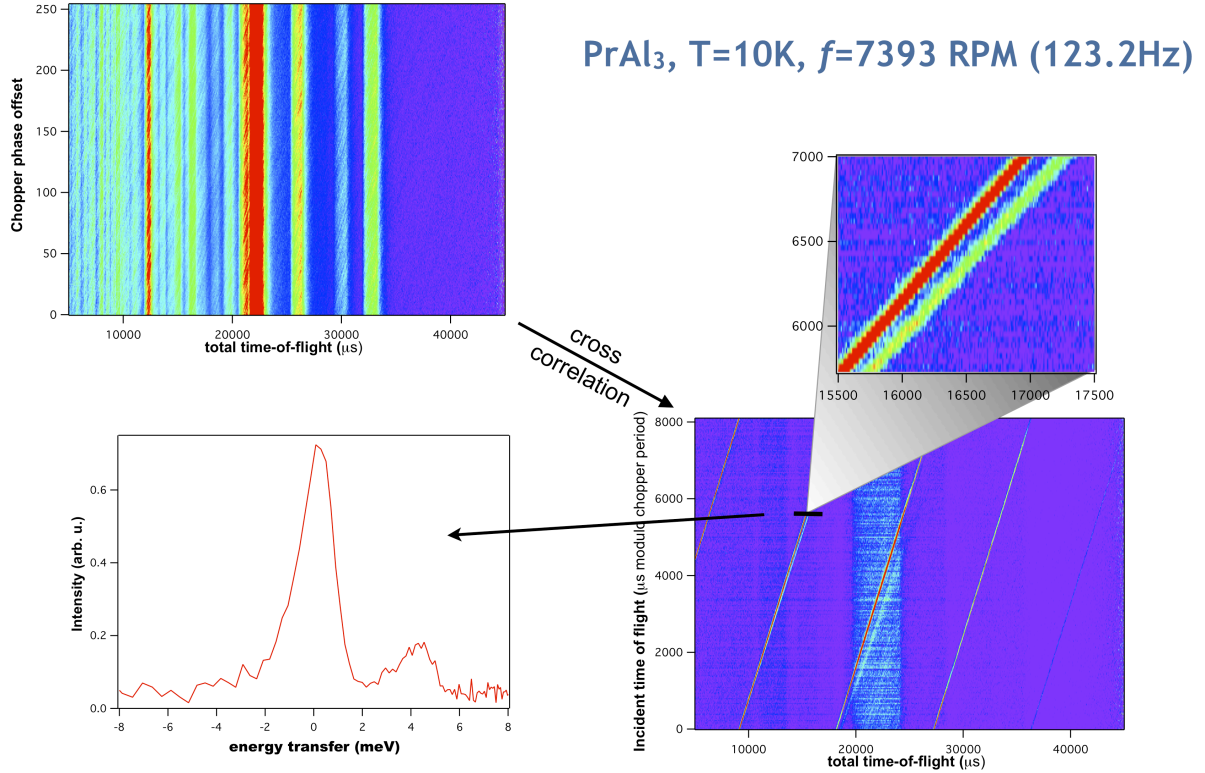 PrAl₃, T=10K, f=7393 RPM (123.2Hz)
Chopper phase offset
250
200
150
100
50
0
10000 20000 30000 40000
total time-of-flight (μs)
cross
correlation
7000
6500
6000
15500 16000 16500 17000 17500
Intensity (arb. u.)
0.6
0.4
0.2
0.0
-8 -4 -2 0 2 4 6 8
energy transfer (meV)
Incident time of flight (μs modulo chopper period)
8000
6000
4000
2000
0
10000 20000 30000 40000
total time-of-flight (μs)